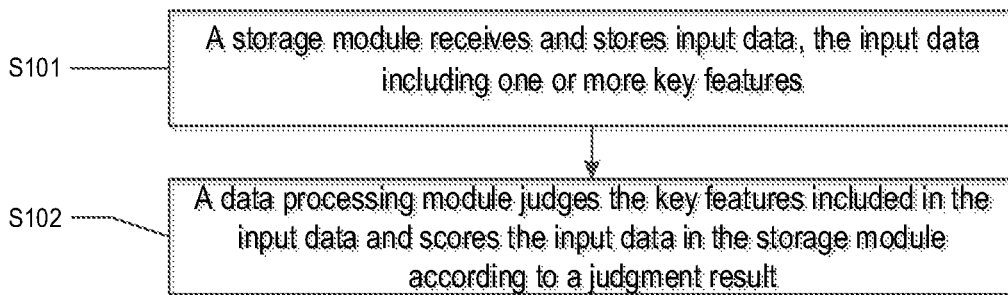 A storage module receives and stores input data, the input data
S101
including one or more key features
A data processing module judges the key features included in the
S102
input data and scores the input data in the storage module
according to a judgment result